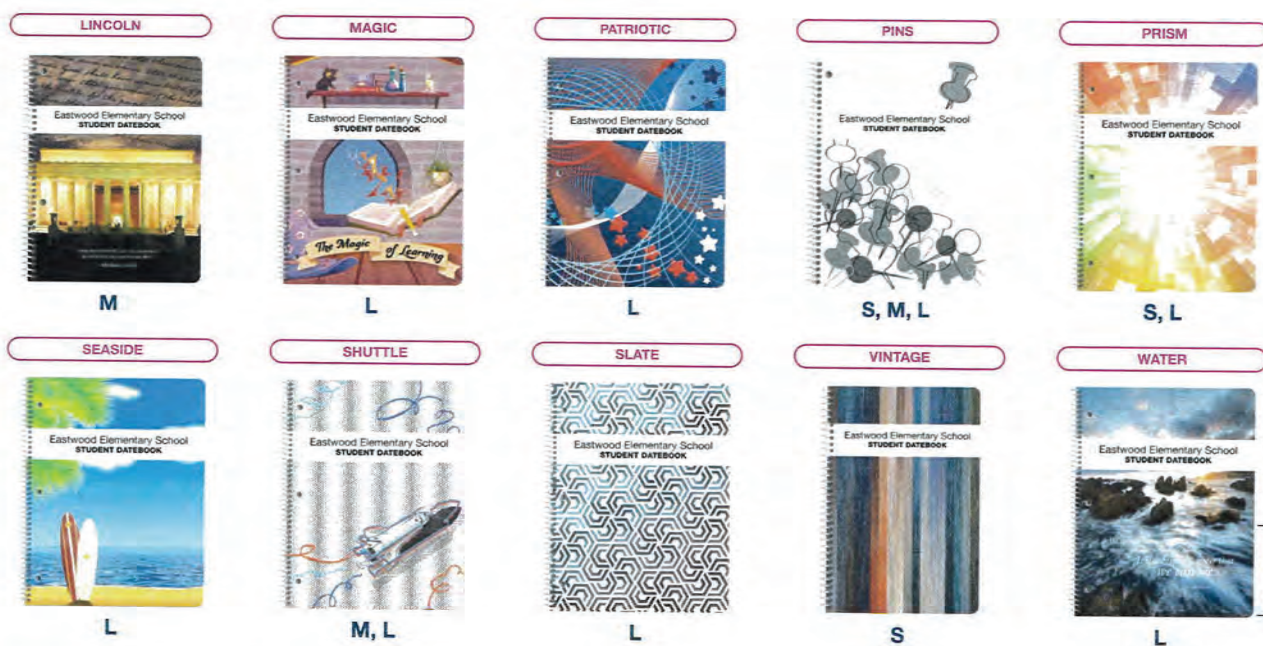 LINCOLN
MAGIC
PATRIOTIC
PINS
PRISM
Eastwood Elementary School
STUDENT DATEBOOK
Eastwood Elementary School
STUDENT DATEBOOK
The Magic of Learning
Eastwood Elementary School
STUDENT DATEBOOK
Eastwood Elementary School
STUDENT DATEBOOK
Eastwood Elementary School
STUDENT DATEBOOK
M
L
L
S, M, L
S, L
SEASIDE
SHUTTLE
SLATE
VINTAGE
WATER
Eastwood Elementary School
STUDENT DATEBOOK
Eastwood Elementary School
STUDENT DATEBOOK
Eastwood Elementary School
STUDENT DATEBOOK
Eastwood Elementary School
STUDENT DATEBOOK
Eastwood Elementary School
STUDENT DATEBOOK
L
M, L
L
S
L